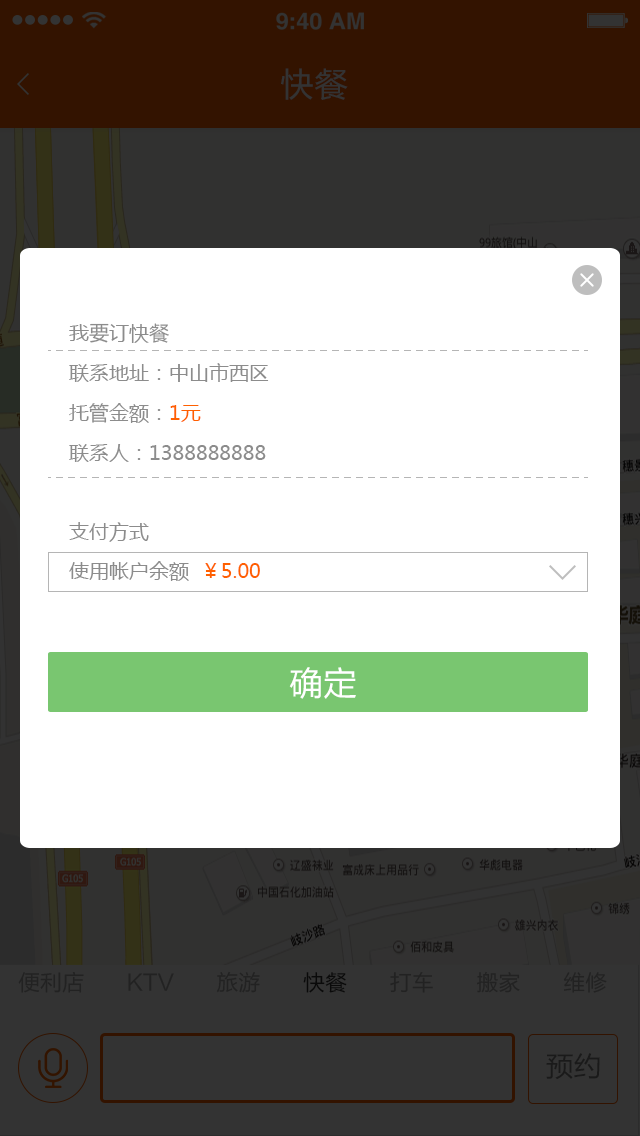 9:40 AM
快餐
99旅馆(中山
我要订快餐
联系地址：中山市西区
托管金额：1元
联系人：1388888888
支付方式
使用帐户余额 ¥ 5.00
确定
华庭
G105
G105
辽盛袜业
富成床上用品行
华彪电器
中国石化加油站
锦绣
雄兴内衣
岐沙路
佰和皮具
便利店 KTV 旅游 快餐 打车 搬家 维修
预约